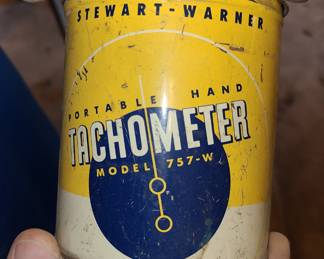 STEWART-WARNER
PORTABLE HAND
TACHOMETER
MODEL 757-W